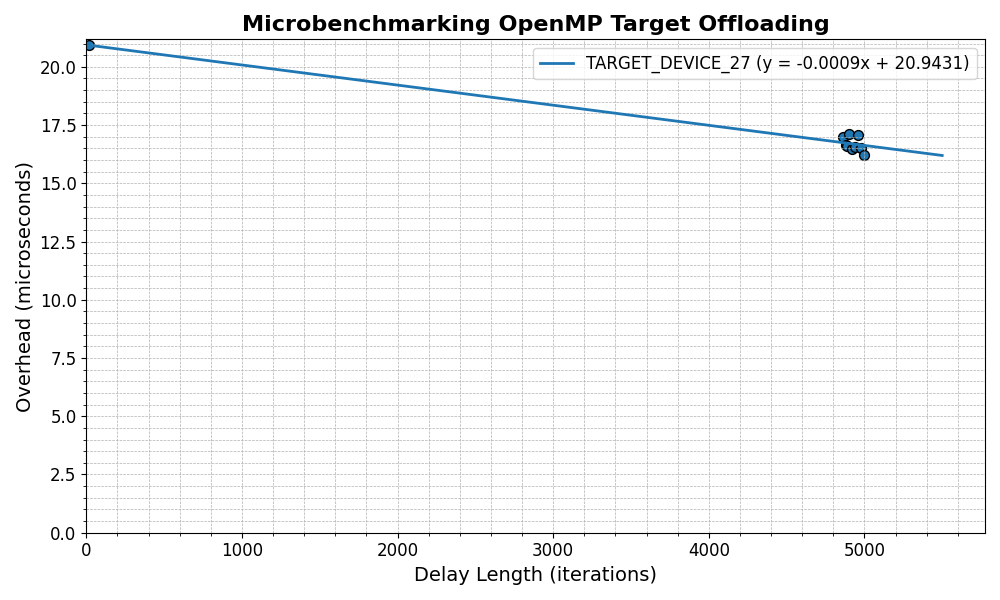 Microbenchmarking OpenMP Target Offloading
TARGET_DEVICE_27 (y = -0.0009x + 20.9431)
Overhead (microseconds)
20.0
17.5
15.0
12.5
10.0
7.5
5.0
2.5
0.0
0 1000 2000 3000 4000 5000
Delay Length (iterations)